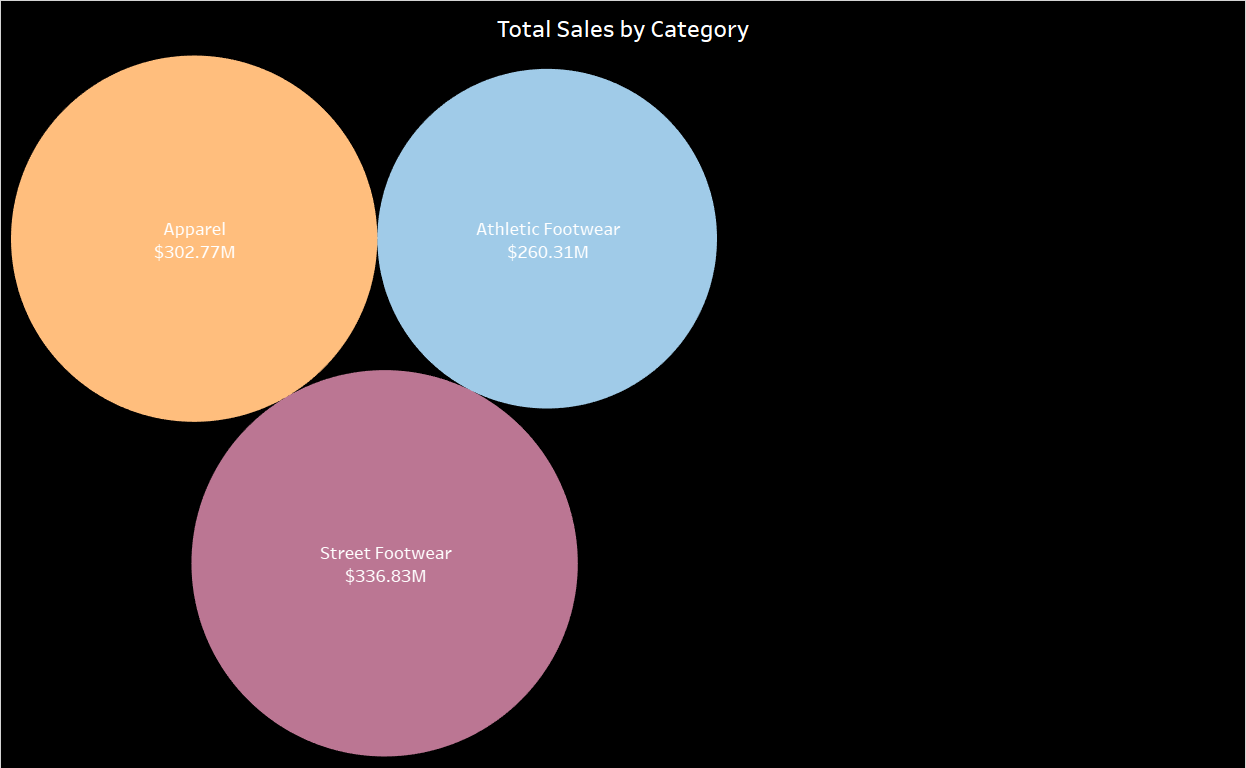 Total Sales by Category
Apparel
$302.77M
Athletic Footwear
$260.31M
Street Footwear
$336.83M